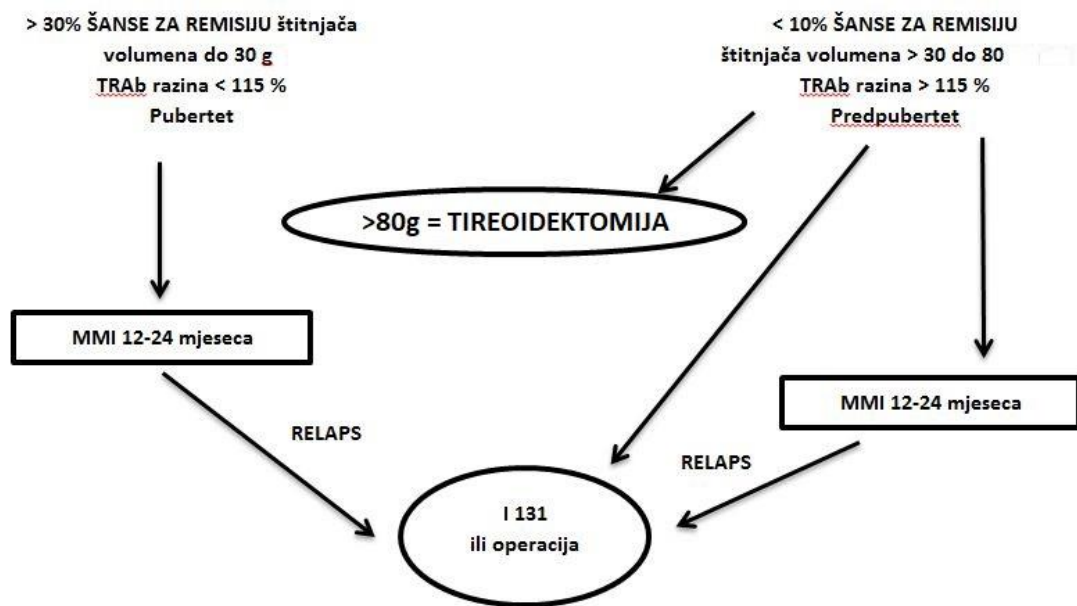 > 30% ŠANSE ZA REMISIJU štitnjača
volumena do 30 g
TRAb razina < 115 %
Pubertet
< 10% ŠANSE ZA REMISIJU
štitnjača volumena > 30 do 80
TRAb razina > 115 %
Predpubertet
>80g = TIREOIDEKTOMIJA
MMI 12-24 mjeseca
MMI 12-24 mjeseca
RELAPS
RELAPS
I 131
ili operacija